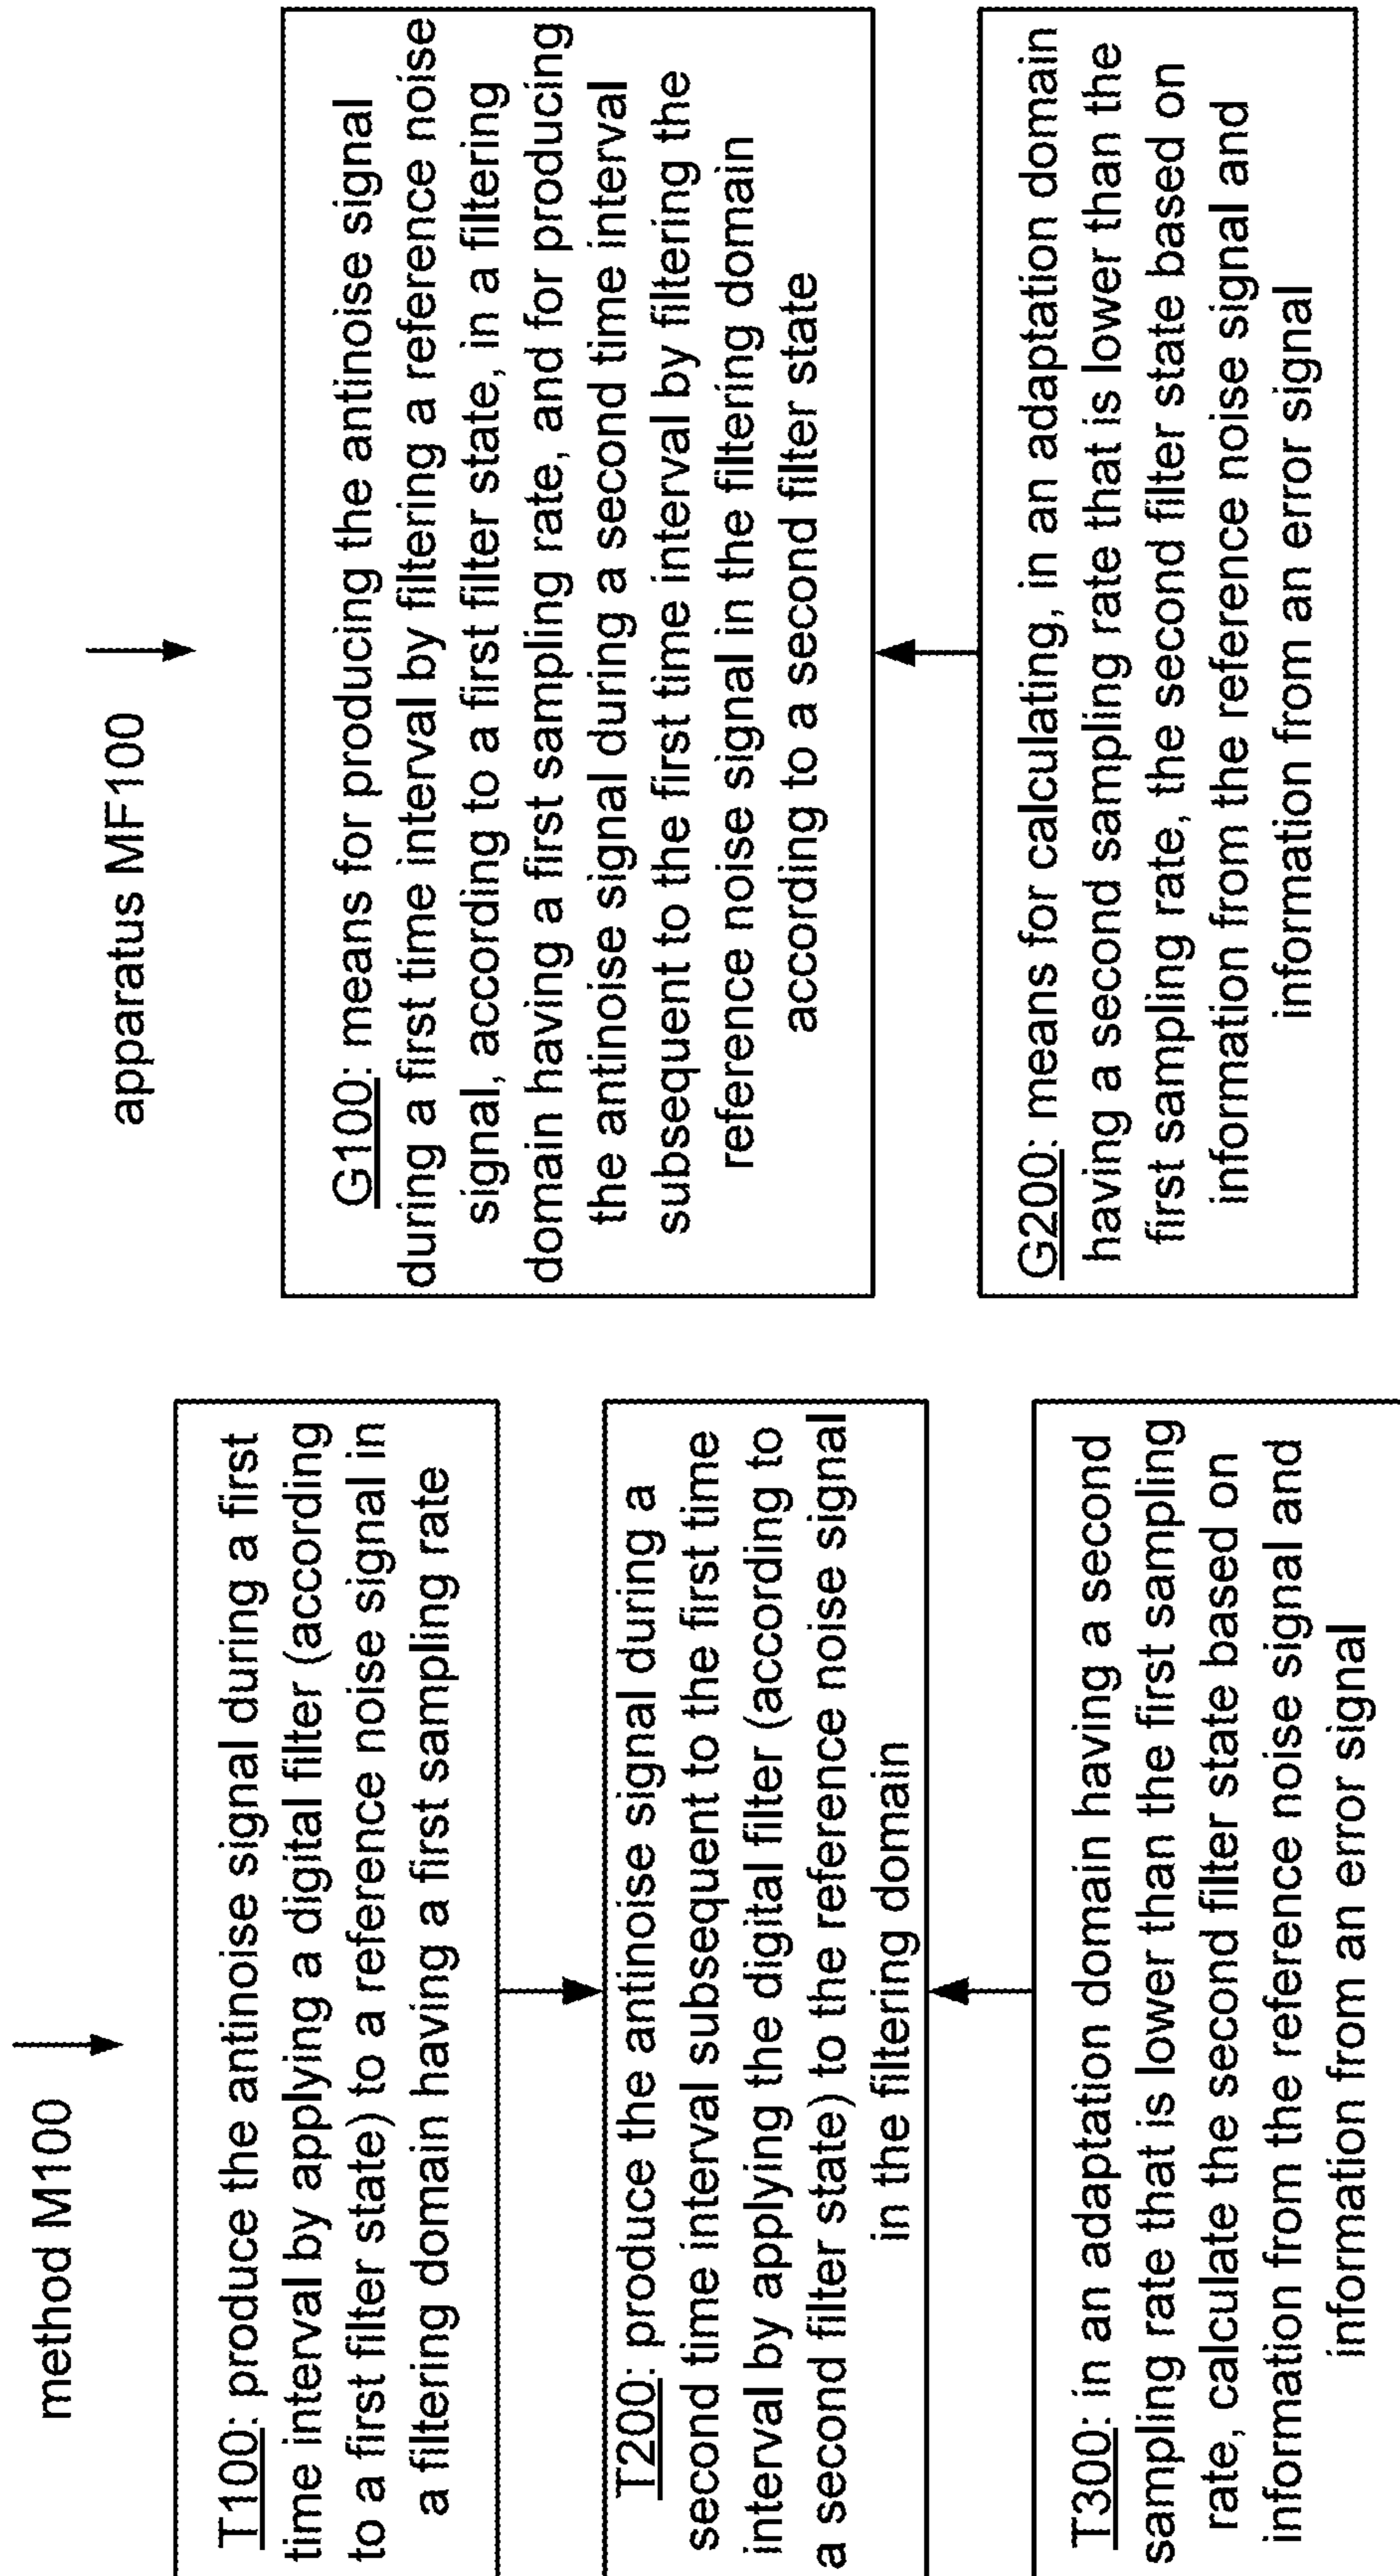 method M100
T100: produce the antinoise signal during a first
time interval by applying a digital filter (according
to a first filter state) to a reference noise signal in
a filtering domain having a first sampling rate
T200: produce the antinoise signal during a
second time interval subsequent to the first time
interval by applying the digital filter (according to
a second filter state) to the reference noise signal
in the filtering domain
T300: in an adaptation domain having a second
sampling rate that is lower than the first sampling
rate, calculate the second filter state based on
information from the reference noise signal and
information from an error signal
apparatus MF100
G100: means for producing the antinoise signal
during a first time interval by filtering a reference noise
signal, according to a first filter state, in a filtering
domain having a first sampling rate, and for producing
the antinoise signal during a second time interval
subsequent to the first time interval by filtering the
reference noise signal in the filtering domain
according to a second filter state
G200: means for calculating, in an adaptation domain
having a second sampling rate that is lower than the
first sampling rate, the second filter state based on
information from the reference noise signal and
information from an error signal